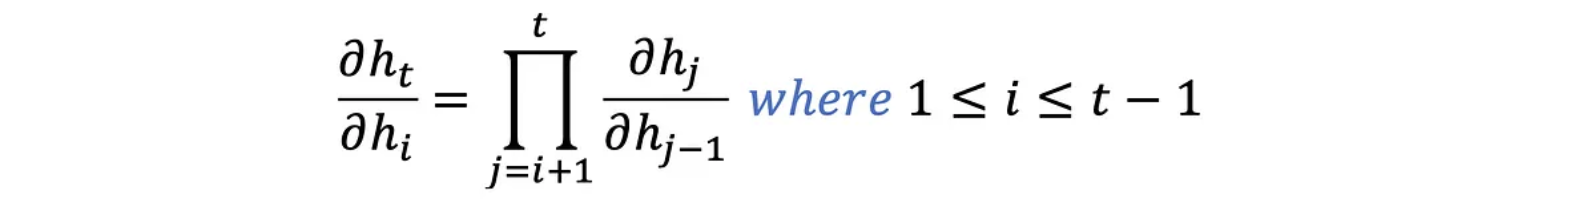 ∂h_t/∂h_i = ∏_{j=i+1}^{t} ∂h_j/∂h_{j−1} where 1 ≤ i ≤ t − 1